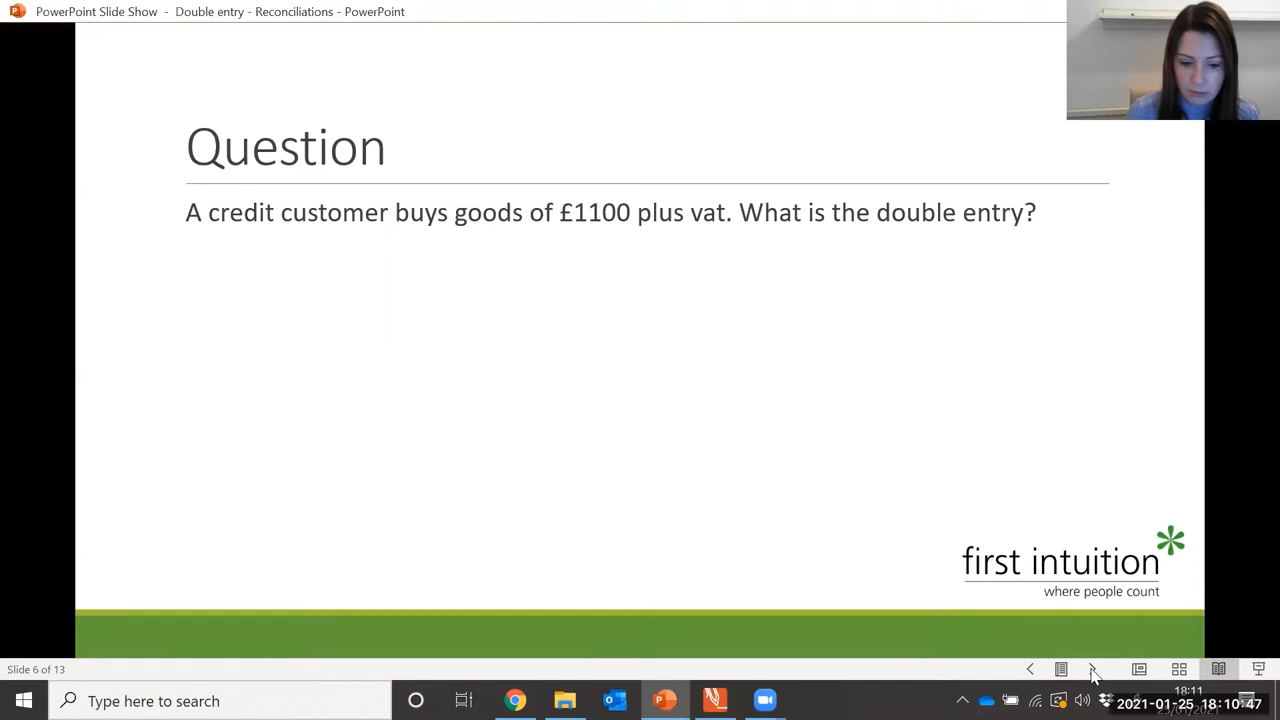 PowerPoint Slide Show - Double entry - Reconciliations - PowerPoint
Question
A credit customer buys goods of £1100 plus vat. What is the double entry?
first intuition
where people count
Slide 6 of 13
Type here to search
18:11
2021-01-25 18:10:47